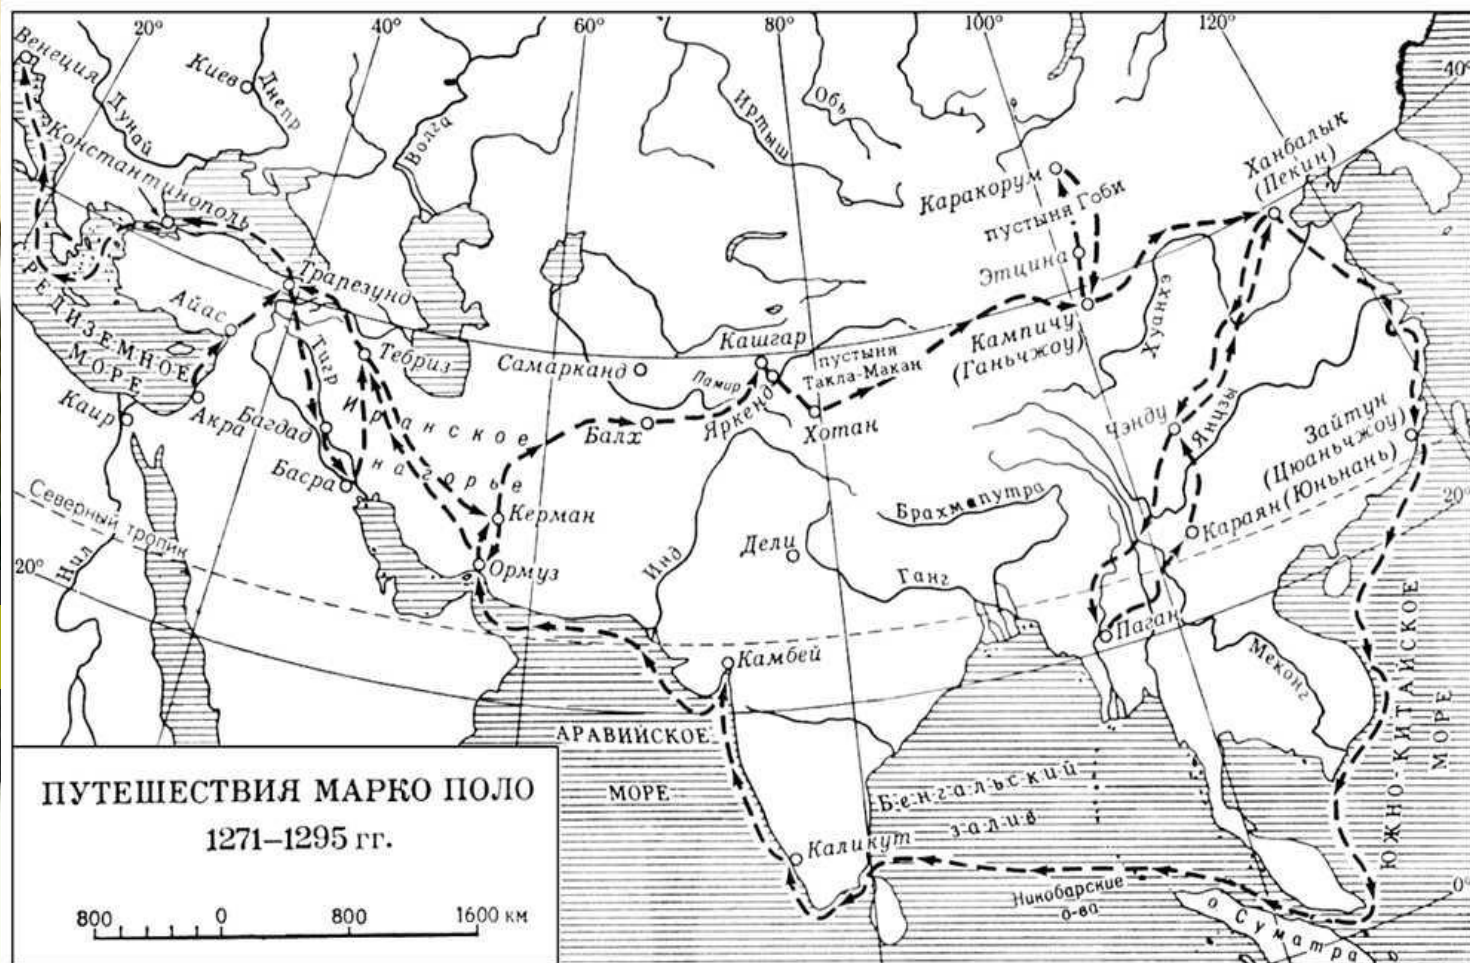 20°
40°
60°
80°
100°
120°
40°
Венеция
Киев
Днепр
Дунай
Волга
Иртыш
Обь
Константинополь
Каракорум
пустыня Гоби
Ханбалык
(Пекин)
Этцина
Трапезунд
Айас
РЕДИЗЕМНОЕ
МОРЕ
Тигр
Тебриз
Самарканд
Кашгар
Памир
пустыня
Такла-Макан
Кампичу
(Ганьчжоу)
Хуанхэ
Каир
Акра
Багдад
Иранское
нагорье
Балх
Яркенд
Хотан
Чэнду
Янцзы
Зайтун
(Цюаньчжоу)
Басра
Северный тропик
Керман
Брахмапутра
Караян (Юньнань)
20°
20°
Нил
Ормуз
Инд
Дели
Ганг
Паган
Камбей
Меконг
ЮЖНО-КИТАЙСКОЕ
МОРЕ
АРАВИЙСКОЕ
МОРЕ
Бенгальский
залив
Каликут
Никобарские
о-ва
о Суматра
0°
ПУТЕШЕСТВИЯ МАРКО ПОЛО
1271–1295 гг.
800 0 800 1600 км